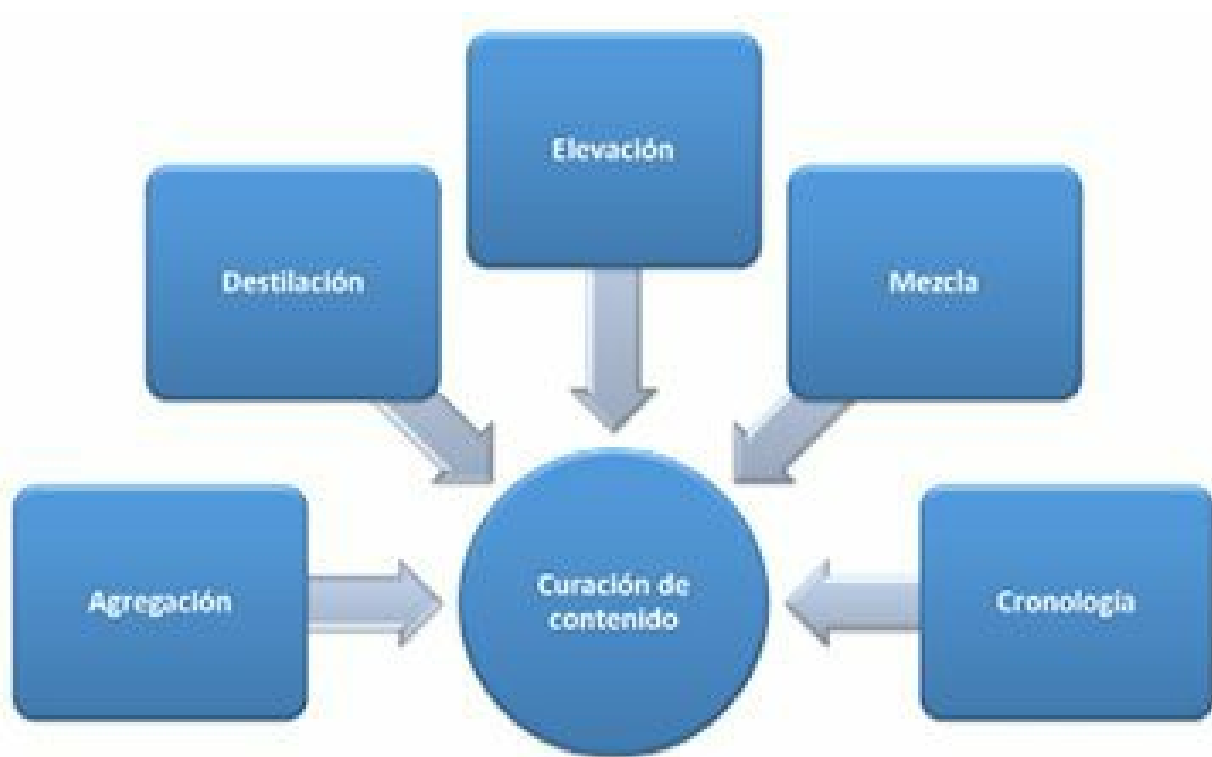 Elevación
Destilación
Mezcla
Agregación
Curación de
contenido
Cronología